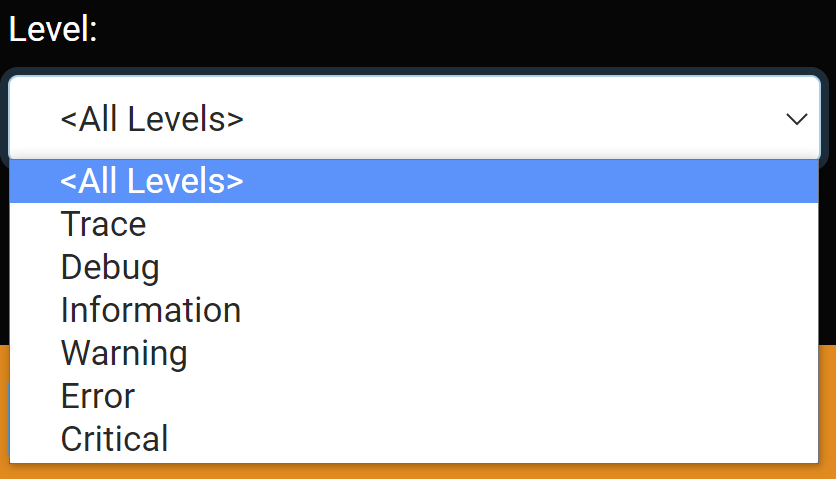 Level:
<All Levels>
<All Levels>
Trace
Debug
Information
Warning
Error
Critical